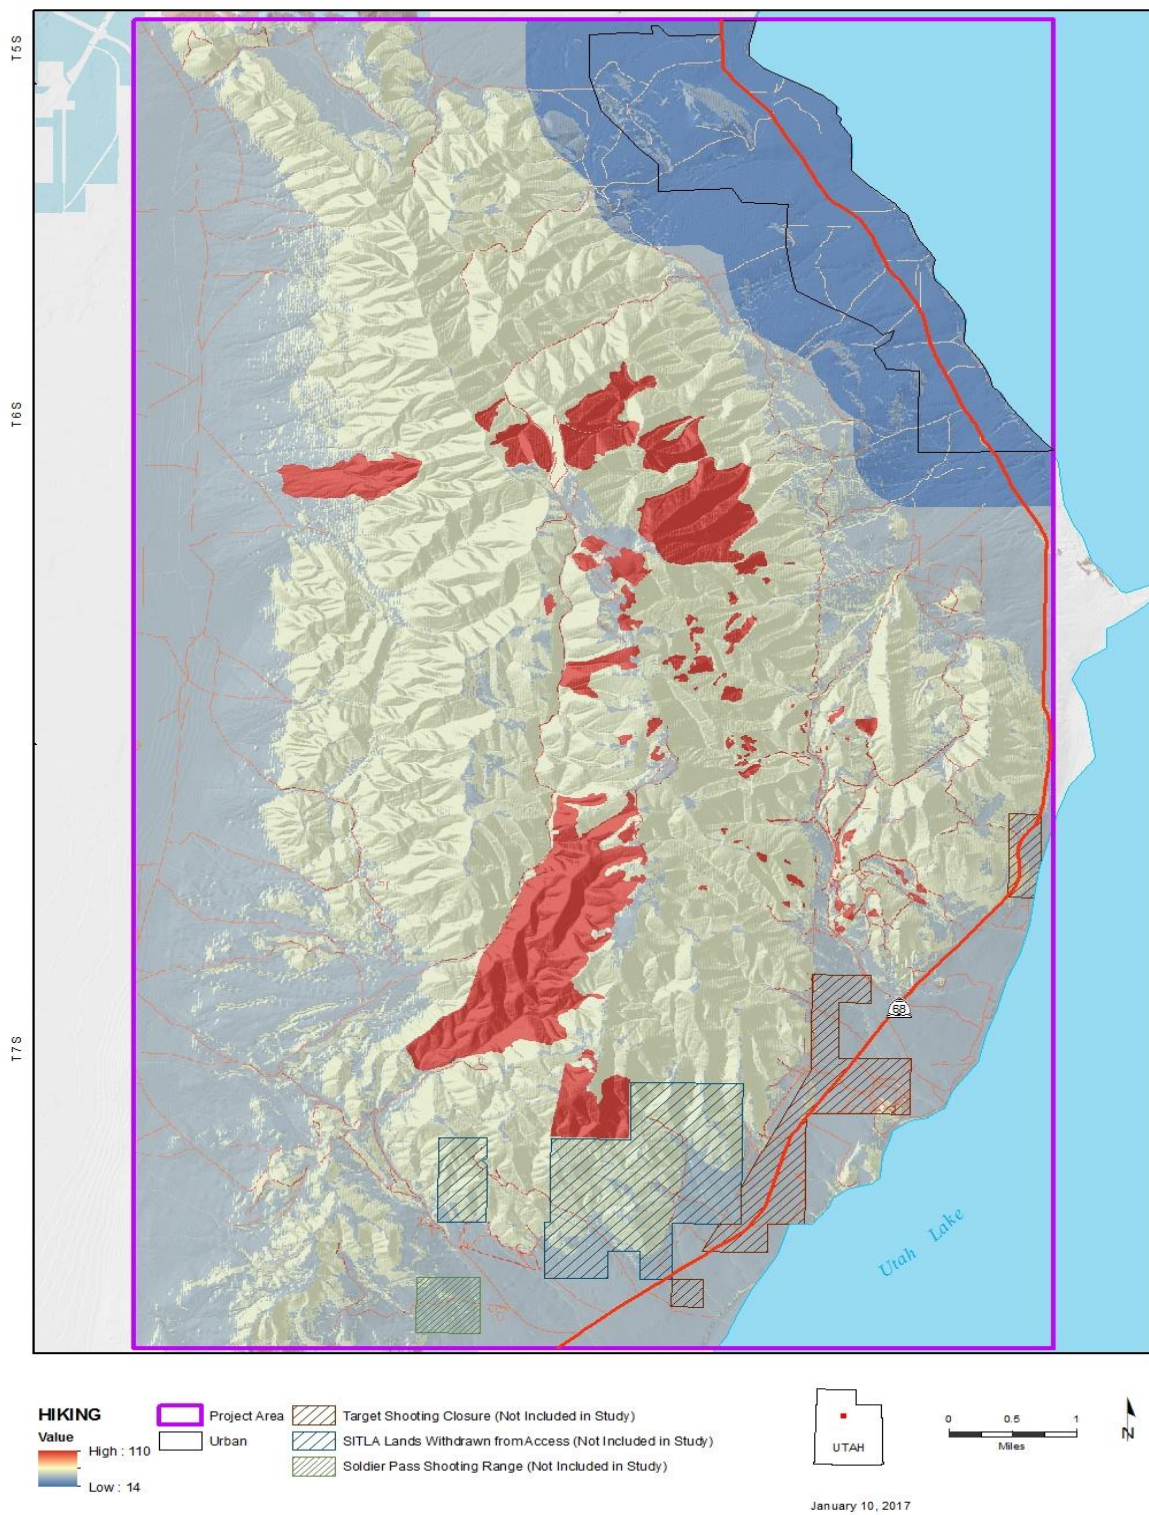 T5S
T6S
T7S
68
Utah Lake
HIKING
Value
High : 110
Low : 14
Project Area
Urban
Target Shooting Closure (Not Included in Study)
SITLA Lands Withdrawn from Access (Not Included in Study)
Soldier Pass Shooting Range (Not Included in Study)
UTAH
0 0.5 1
Miles
N
January 10, 2017